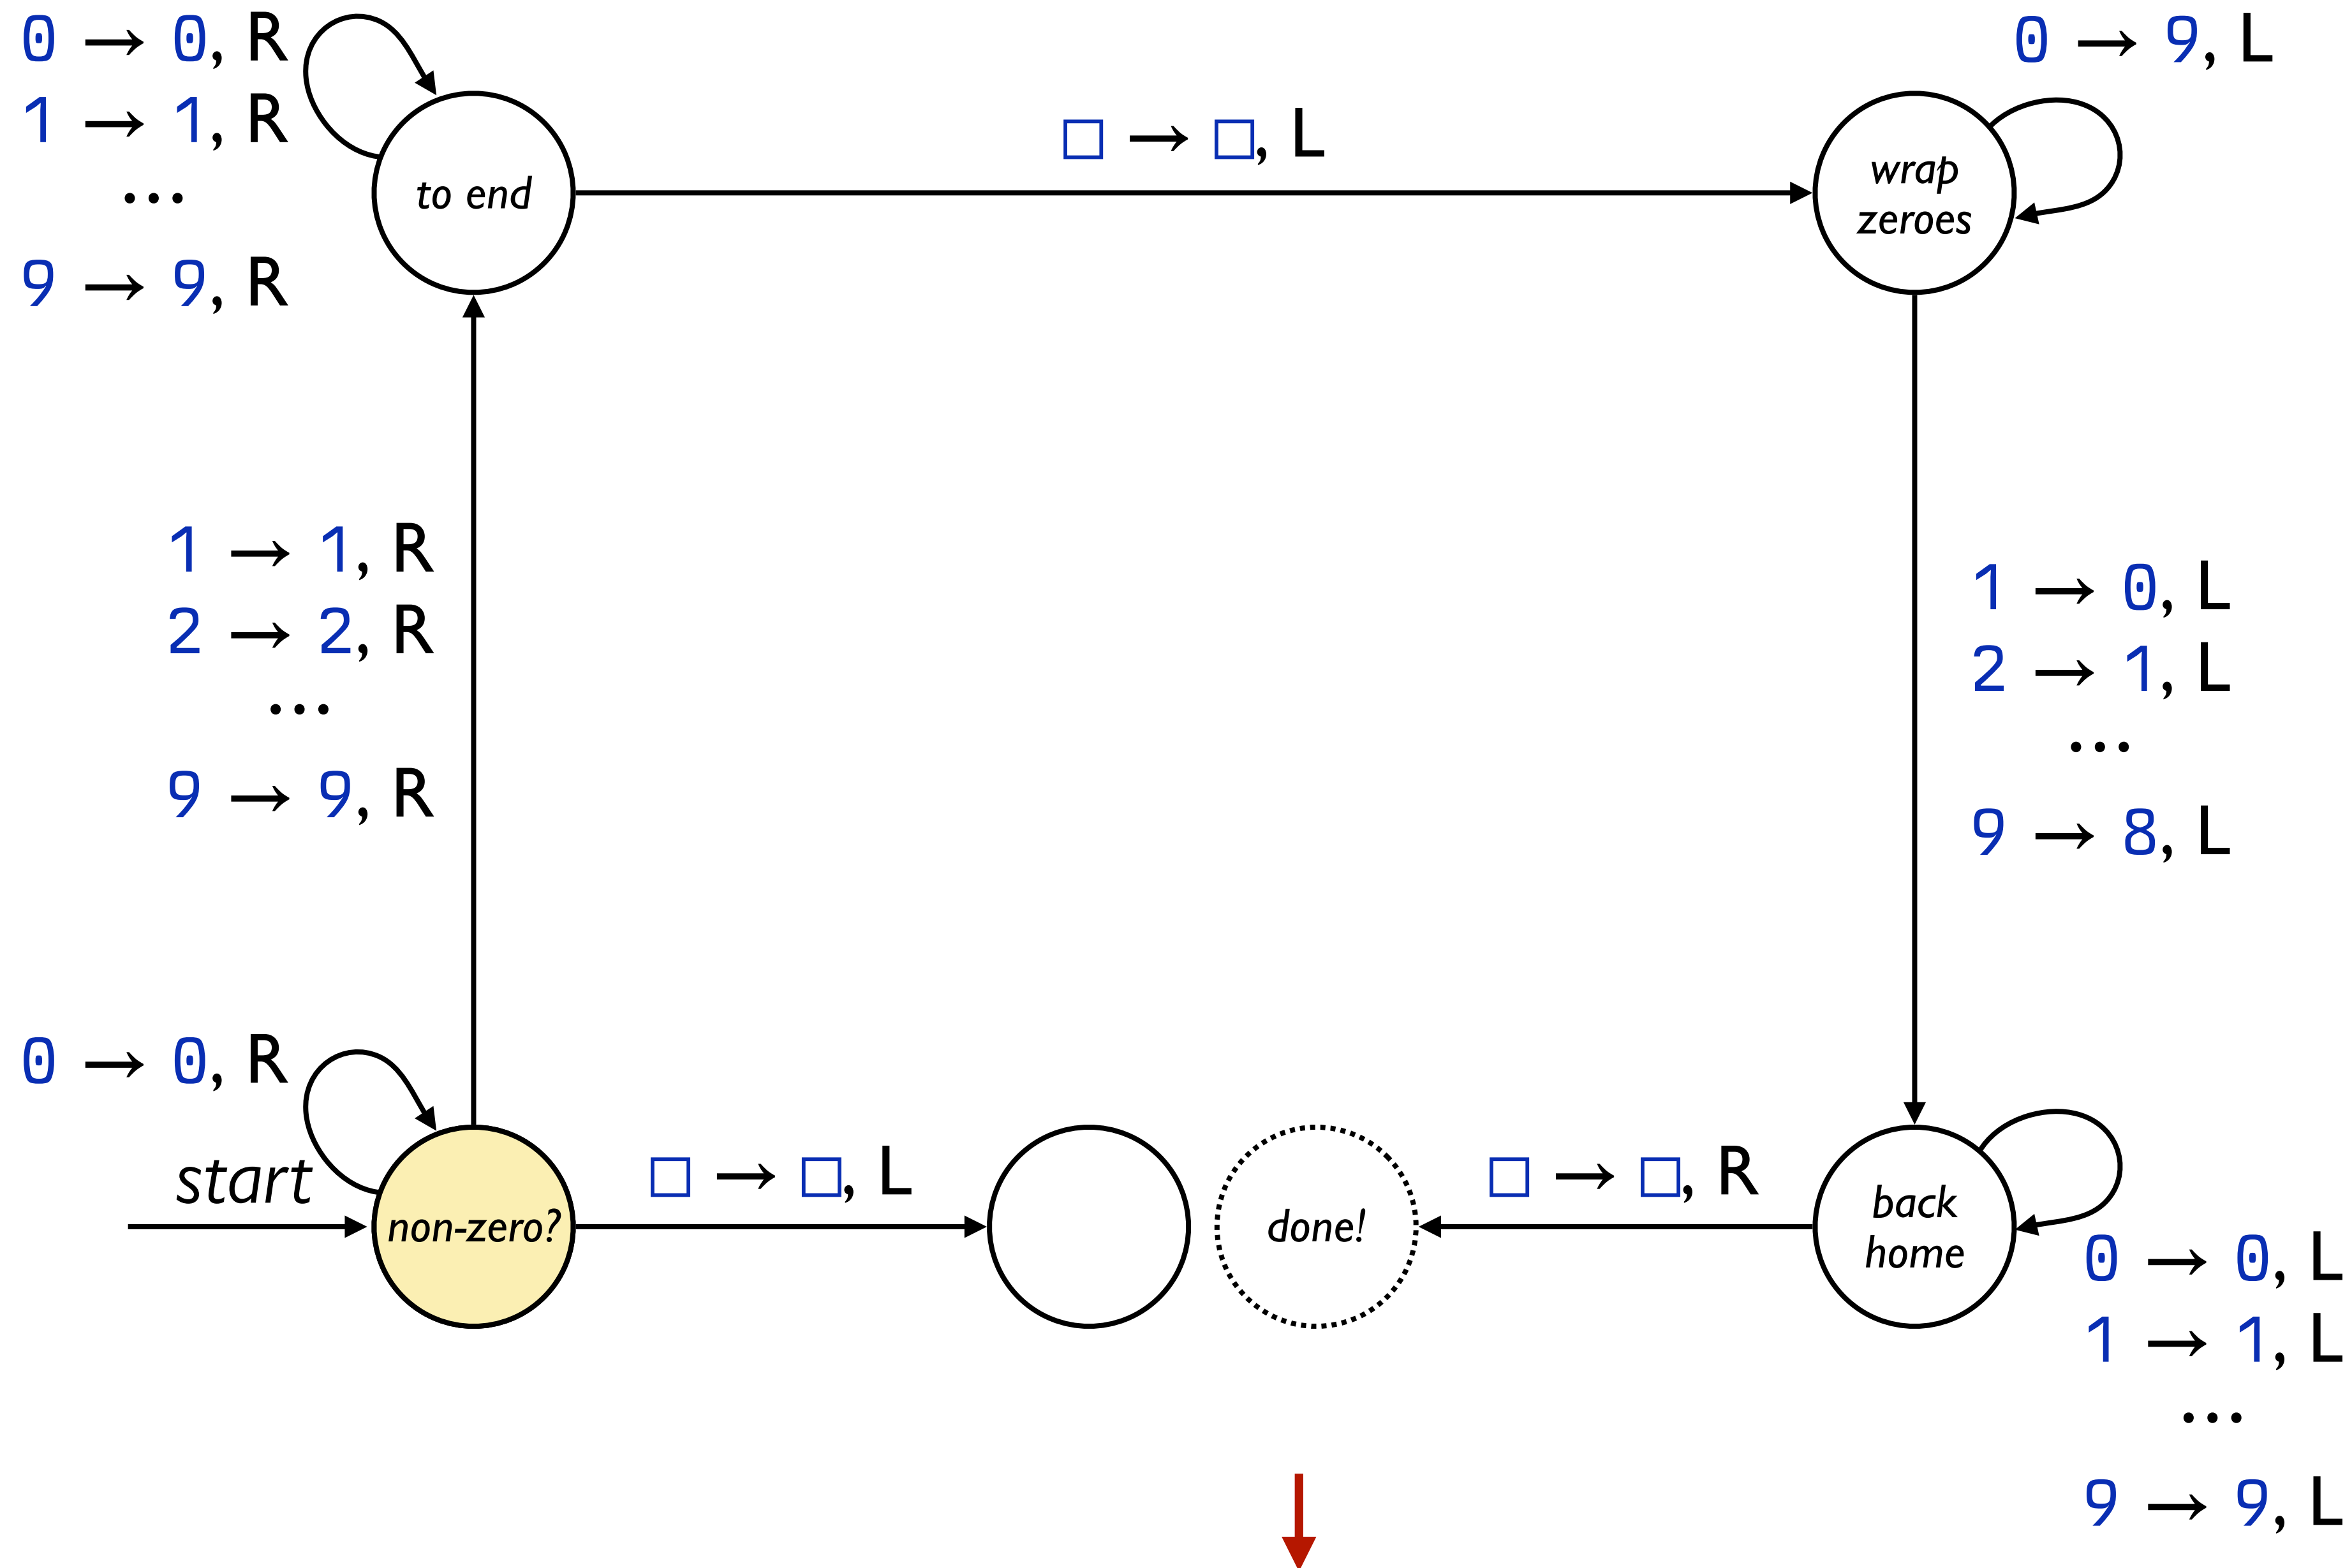 0 → 0, R
1 → 1, R
...
9 → 9, R
to end
□ → □, L
0 → 9, L
wrap
zeroes
1 → 1, R
2 → 2, R
...
9 → 9, R
1 → 0, L
2 → 1, L
...
9 → 8, L
0 → 0, R
start
non-zero?
□ → □, L
done!
□ → □, R
back
home
0 → 0, L
1 → 1, L
...
9 → 9, L